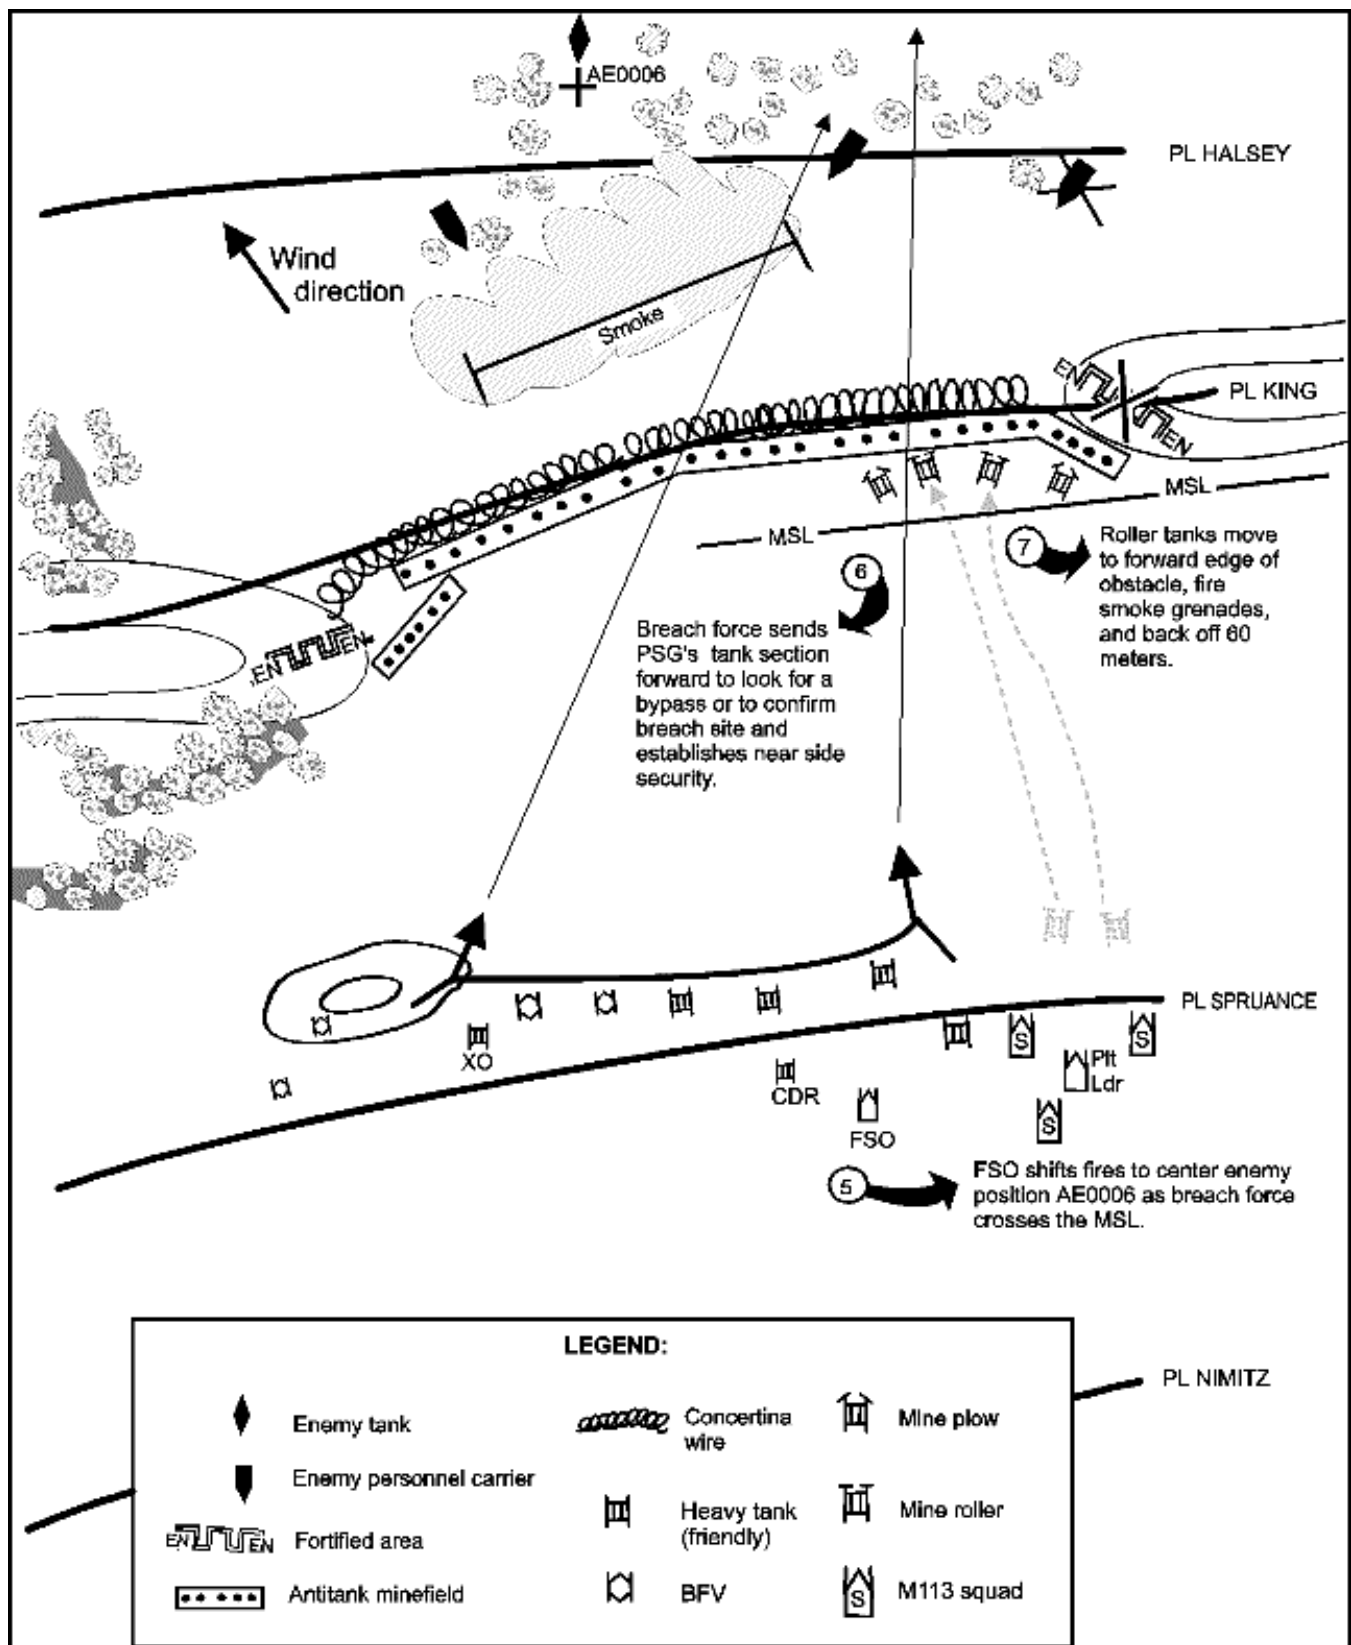 AE0006
PL HALSEY
Wind
direction
Smoke
EN
PL KING
EN
MSL
MSL
7
Roller tanks move
to forward edge of
obstacle, fire
smoke grenades,
and back off 60
meters.
6
Breach force sends
PSG's tank section
forward to look for a
bypass or to confirm
breach site and
establishes near side
security.
EN
EN
PL SPRUANCE
XO
S
S
Plt
Ldr
CDR
S
FSO
5
FSO shifts fires to center enemy
position AE0006 as breach force
crosses the MSL.
PL NIMITZ
LEGEND:
Enemy tank
Concertina
wire
Mine plow
Enemy personnel carrier
Heavy tank
(friendly)
Mine roller
EN EN
Fortified area
Antitank minefield
BFV
S
M113 squad